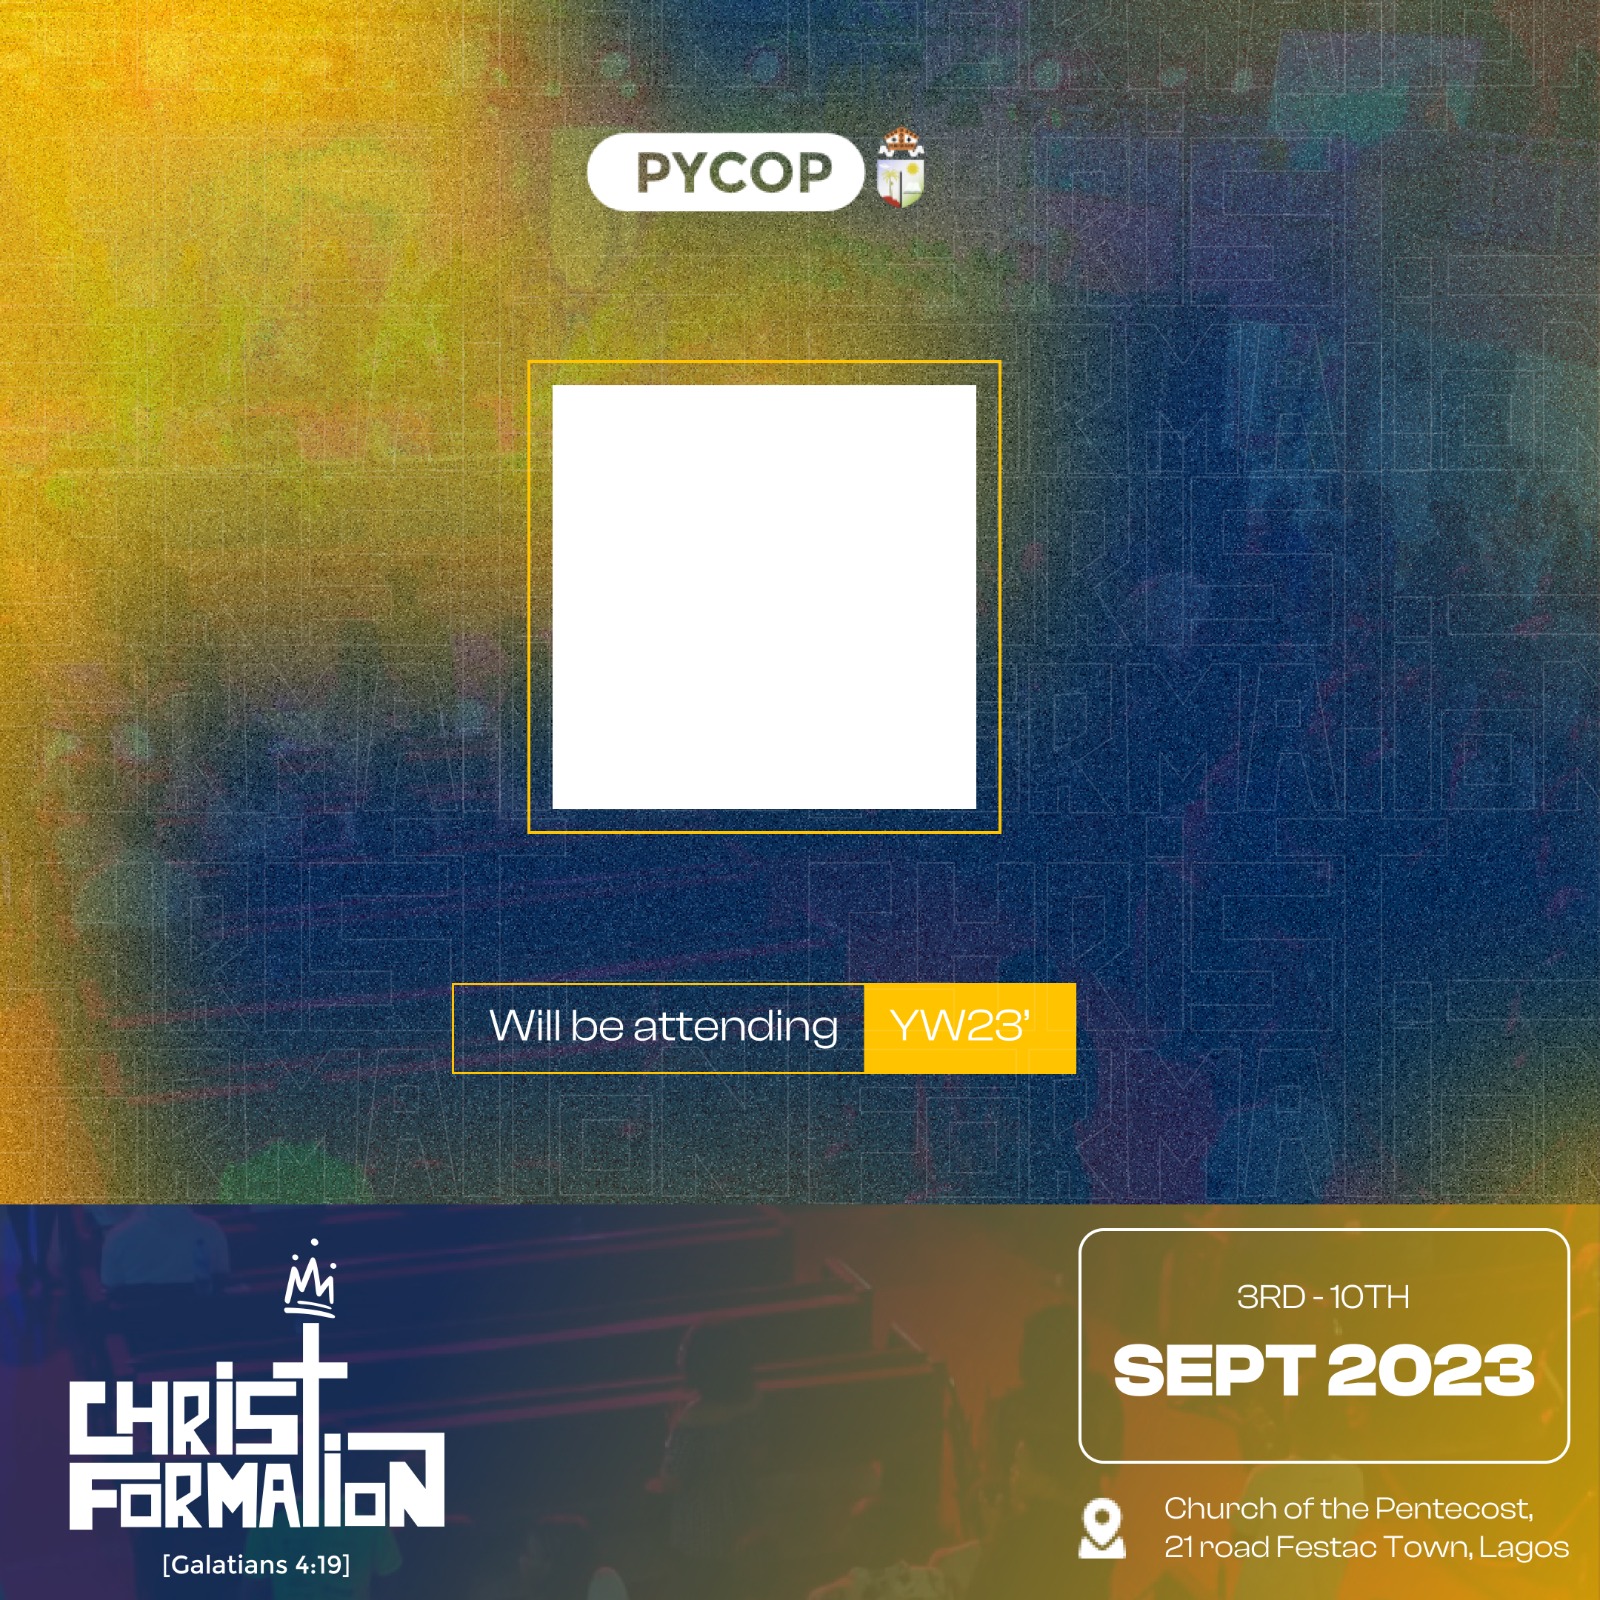 PYCOP
Will be attending YW23’
CHRIST
FORMATION
[Galatians 4:19]
3RD - 10TH
SEPT 2023
Church of the Pentecost,
21 road Festac Town, Lagos